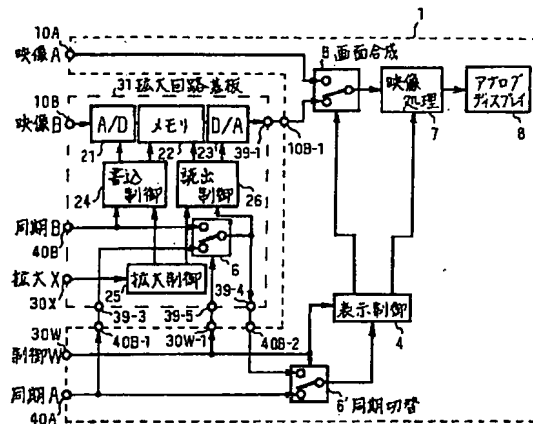 1
10A
映像A
5 画面合成
映像処理
7
アナログディスプレイ
8
31 拡大回路基板
10B
映像B
A/D
メモリ
D/A
21
22
23
39-1
10B-1
書込制御
24
読出制御
26
同期B
40B
6
拡大X
30X
拡大制御
25
39-3
39-5
39-4
30W
40B-1
30W-1
40B-2
制御W
表示制御
4
同期A
40A
6' 同期切替